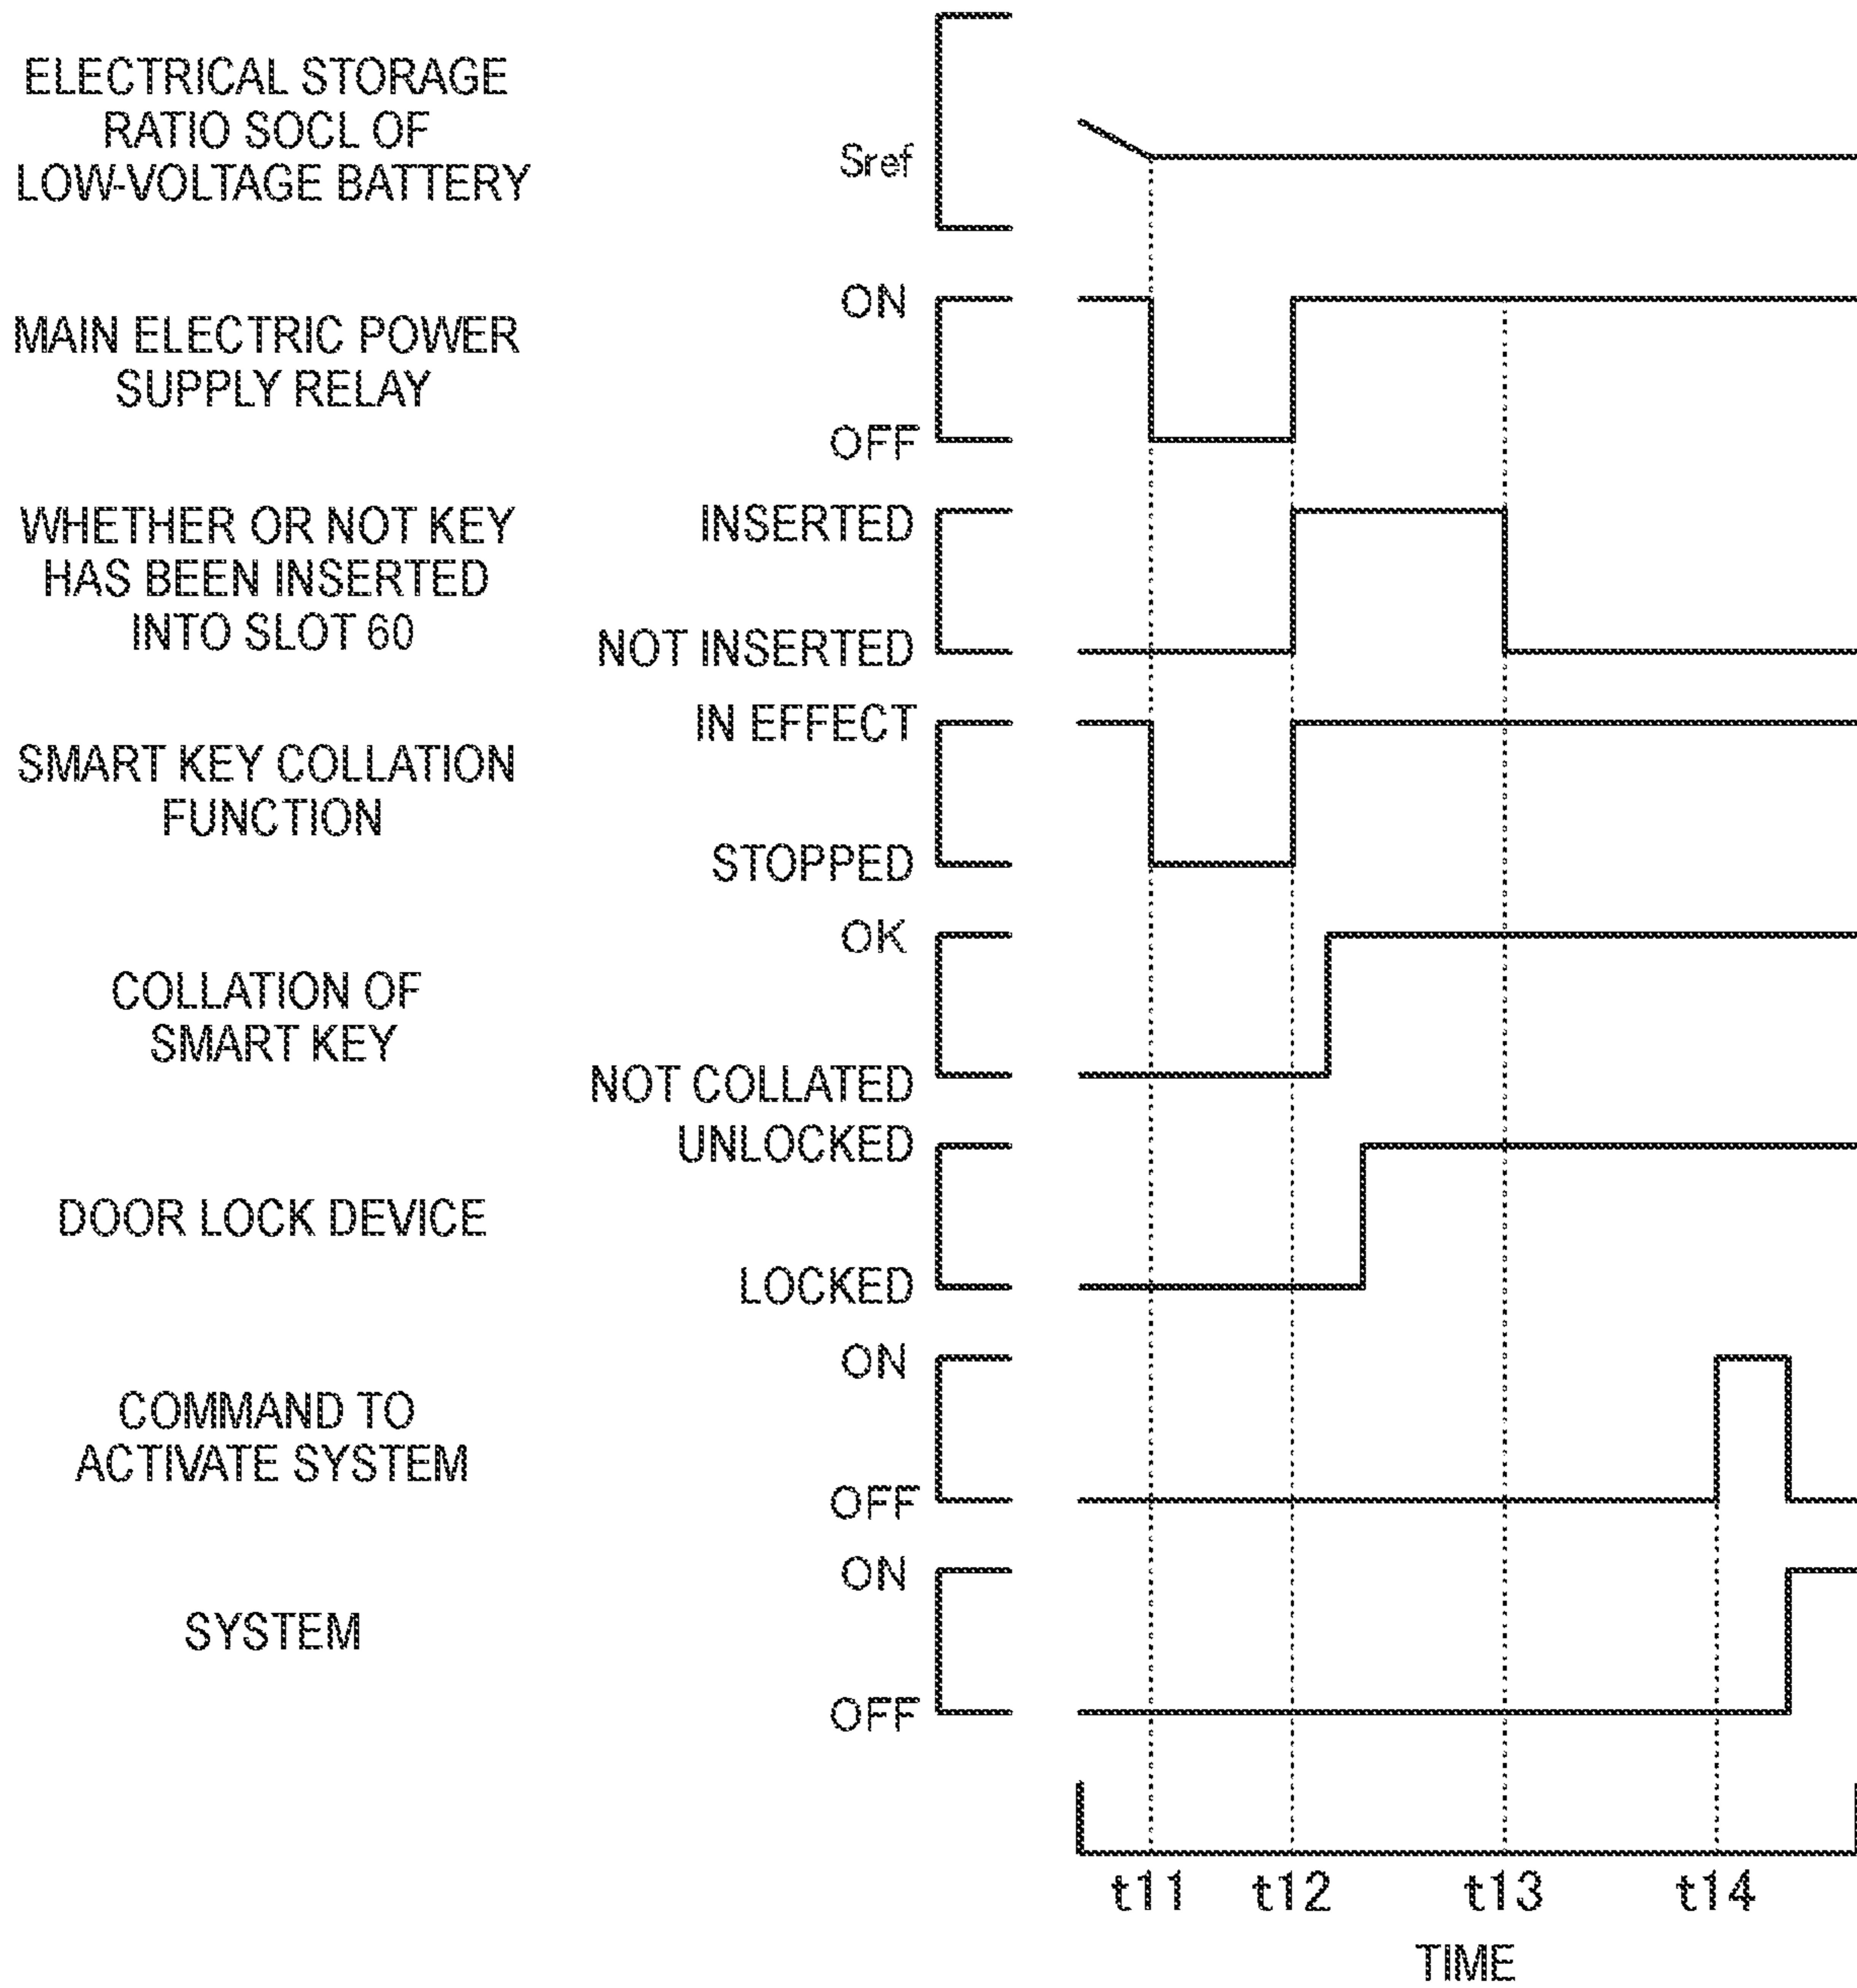 ELECTRICAL STORAGE
RATIO SOCL OF
LOW-VOLTAGE BATTERY
Sref
MAIN ELECTRIC POWER
SUPPLY RELAY
ON
OFF
WHETHER OR NOT KEY
HAS BEEN INSERTED
INTO SLOT 60
INSERTED
NOT INSERTED
SMART KEY COLLATION
FUNCTION
IN EFFECT
STOPPED
COLLATION OF
SMART KEY
OK
NOT COLLATED
DOOR LOCK DEVICE
UNLOCKED
LOCKED
COMMAND TO
ACTIVATE SYSTEM
ON
OFF
SYSTEM
ON
OFF
t11 t12 t13 t14
TIME